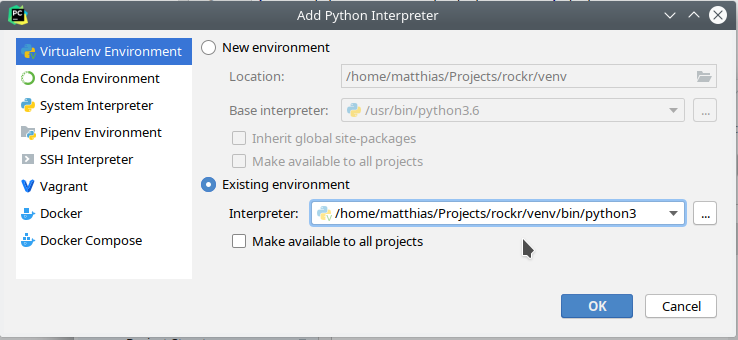 Add Python Interpreter
Virtualenv Environment
Conda Environment
System Interpreter
Pipenv Environment
SSH Interpreter
Vagrant
Docker
Docker Compose
New environment
Location: /home/matthias/Projects/rockr/venv
Base interpreter: /usr/bin/python3.6 ...
Inherit global site-packages
Make available to all projects
Existing environment
Interpreter: /home/matthias/Projects/rockr/venv/bin/python3 ...
Make available to all projects
OK Cancel